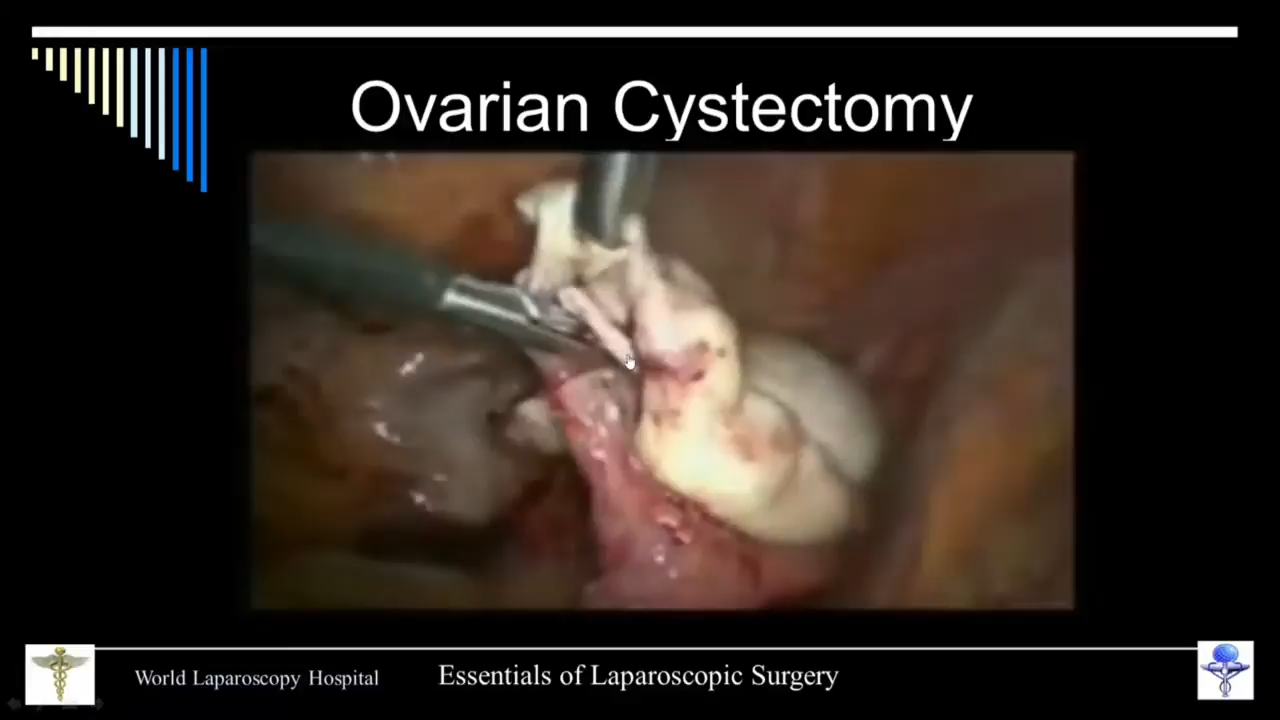 Ovarian Cystectomy
World Laparoscopy Hospital
Essentials of Laparoscopic Surgery